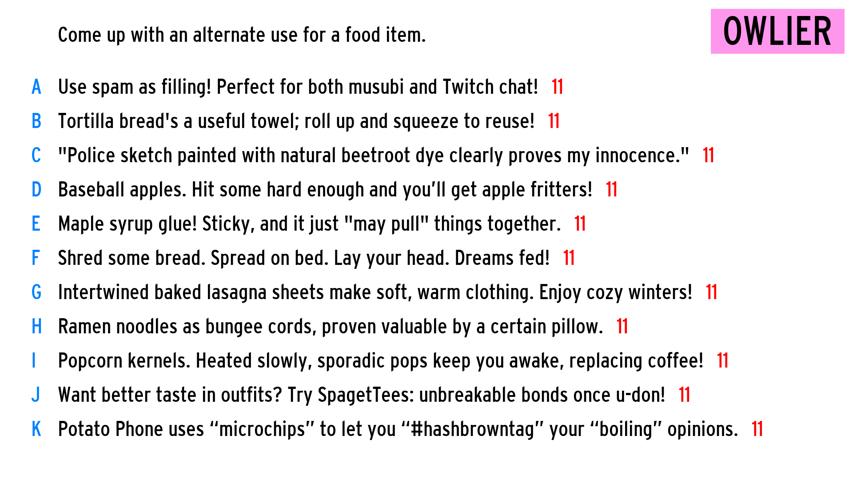 Come up with an alternate use for a food item.
OWLIER
A Use spam as filling! Perfect for both musubi and Twitch chat! 11
B Tortilla bread's a useful towel; roll up and squeeze to reuse! 11
C "Police sketch painted with natural beetroot dye clearly proves my innocence." 11
D Baseball apples. Hit some hard enough and you’ll get apple fritters! 11
E Maple syrup glue! Sticky, and it just "may pull" things together. 11
F Shred some bread. Spread on bed. Lay your head. Dreams fed! 11
G Intertwined baked lasagna sheets make soft, warm clothing. Enjoy cozy winters! 11
H Ramen noodles as bungee cords, proven valuable by a certain pillow. 11
I Popcorn kernels. Heated slowly, sporadic pops keep you awake, replacing coffee! 11
J Want better taste in outfits? Try SpagetTees: unbreakable bonds once u-don! 11
K Potato Phone uses “microchips” to let you “#hashbrowntag” your “boiling” opinions. 11